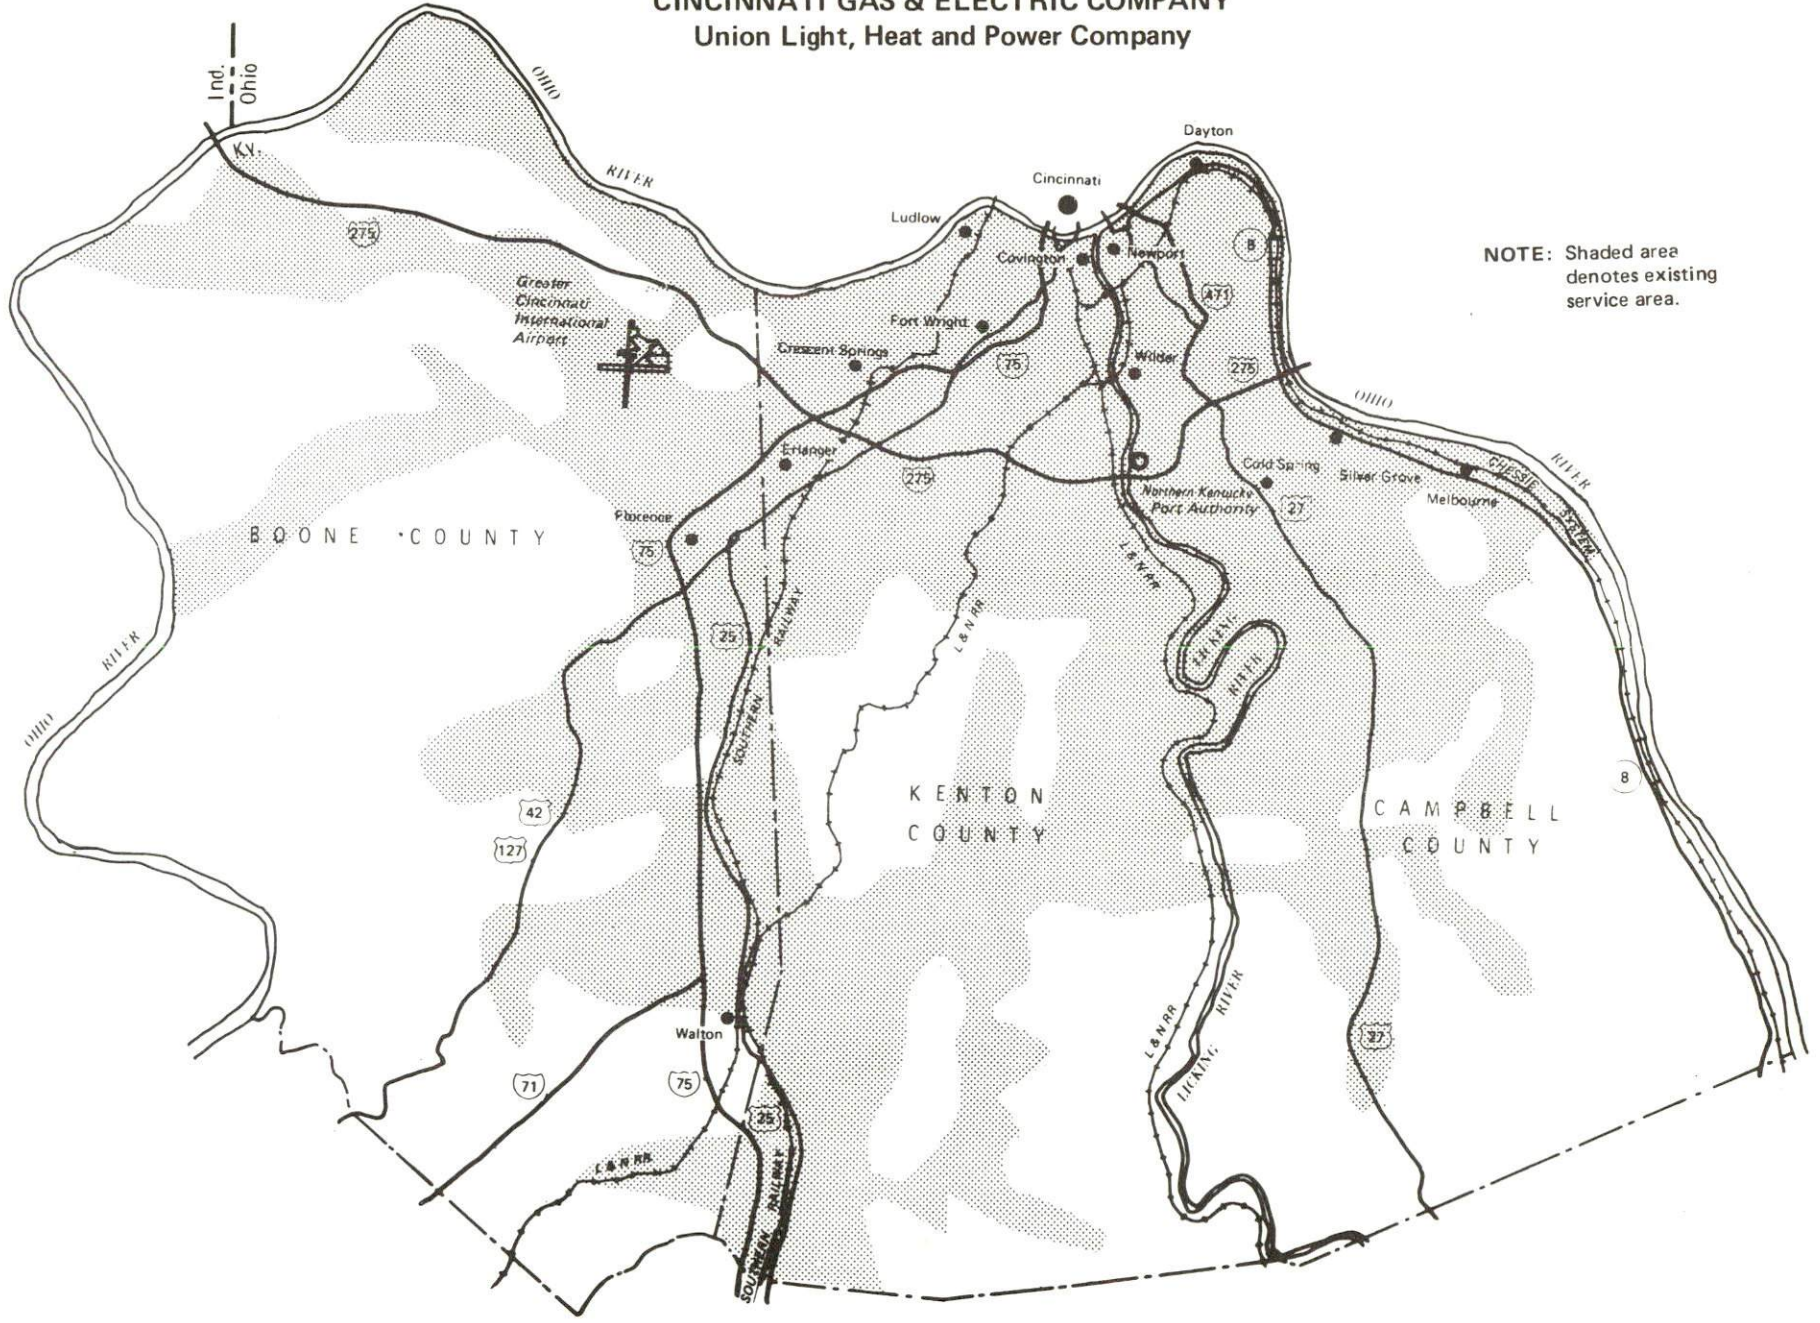 CINCINNATI GAS & ELECTRIC COMPANY
Union Light, Heat and Power Company
Ind.
Ohio
Ky.
OHIO
RIVER
Dayton
Cincinnati
Ludlow
Covington
Newport
8
NOTE: Shaded area
denotes existing
service area.
275
Greater
Cincinnati
International
Airport
471
Fort Wright
Crescent Springs
75
Wilder
275
OHIO
RIVER
Erlanger
275
Cold Spring
Silver Grove
Melbourne
CHESSIE
SYSTEM
Northern Kentucky
Port Authority
27
Florence
75
BOONE COUNTY
L & N RR
L & N RR
25
RAILWAY
SOUTHERN
LICKING
RIVER
RIVER
OHIO
KENTON
COUNTY
CAMPBELL
COUNTY
8
42
127
Walton
71
75
25
L & N RR
SOUTHERN RAILWAY
L & N RR
LICKING
RIVER
27